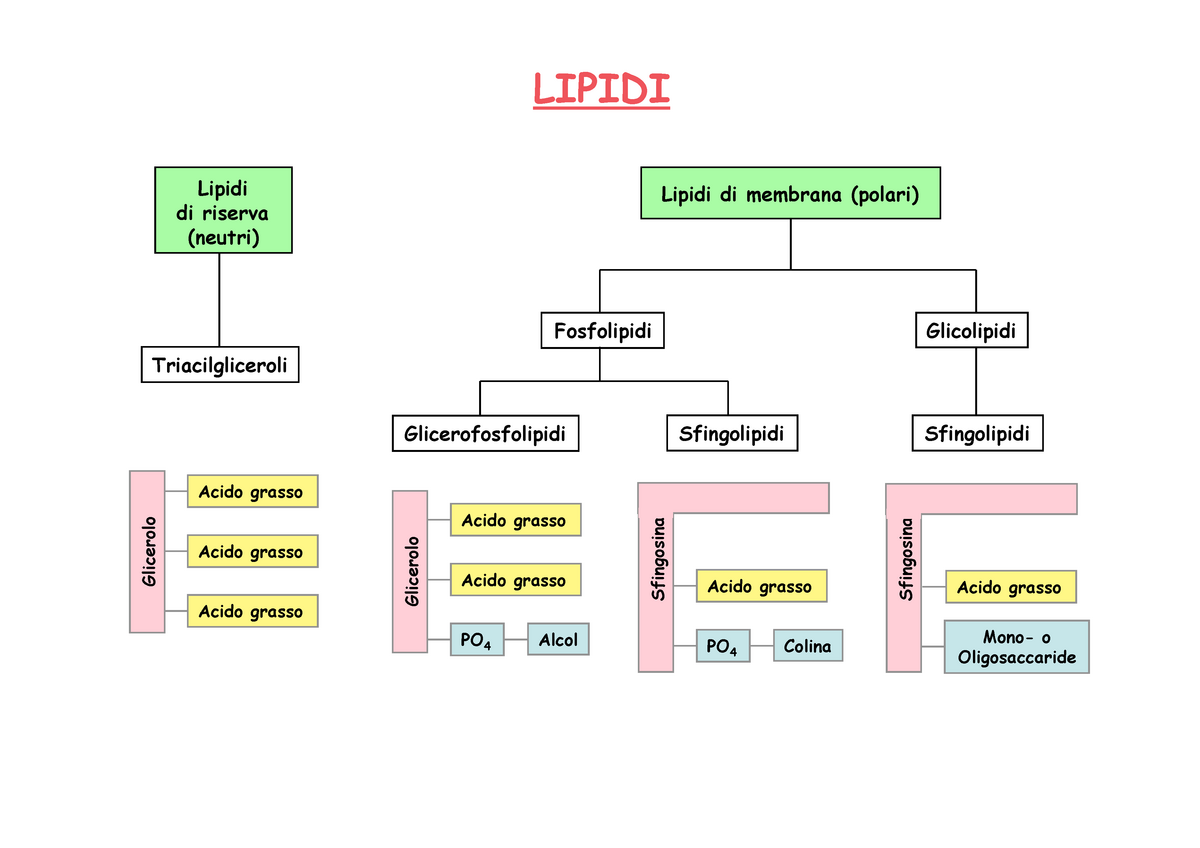 LIPIDI
Lipidi
di riserva
(neutri)
Lipidi di membrana (polari)
Fosfolipidi
Glicolipidi
Triacilgliceroli
Glicerofosfolipidi
Sfingolipidi
Sfingolipidi
Glicerolo
Acido grasso
Acido grasso
Acido grasso
Glicerolo
Acido grasso
Acido grasso
PO4
Alcol
Sfingosina
Acido grasso
PO4
Colina
Sfingosina
Acido grasso
Mono- o
Oligosaccaride